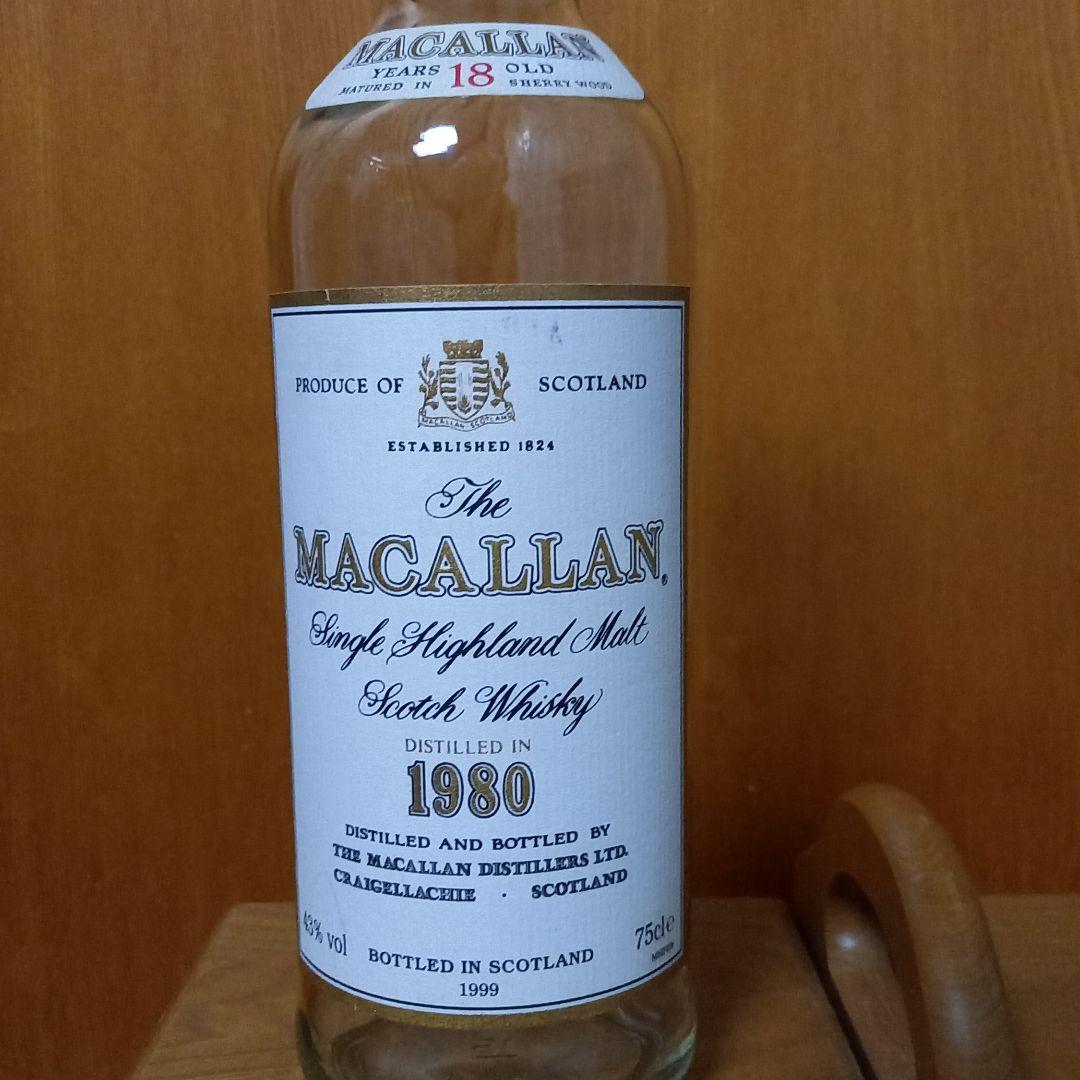 MACALLAN
YEARS 18 OLD
MATURED IN SHERRY WOOD
PRODUCE OF SCOTLAND
MACALLAN · SCOTLAND
ESTABLISHED 1824
The
MACALLAN®
Single Highland Malt
Scotch Whisky
DISTILLED IN
1980
DISTILLED AND BOTTLED BY
THE MACALLAN DISTILLERS LTD.
CRAIGELLACHIE · SCOTLAND
43% vol 75cl e
BOTTLED IN SCOTLAND
1999